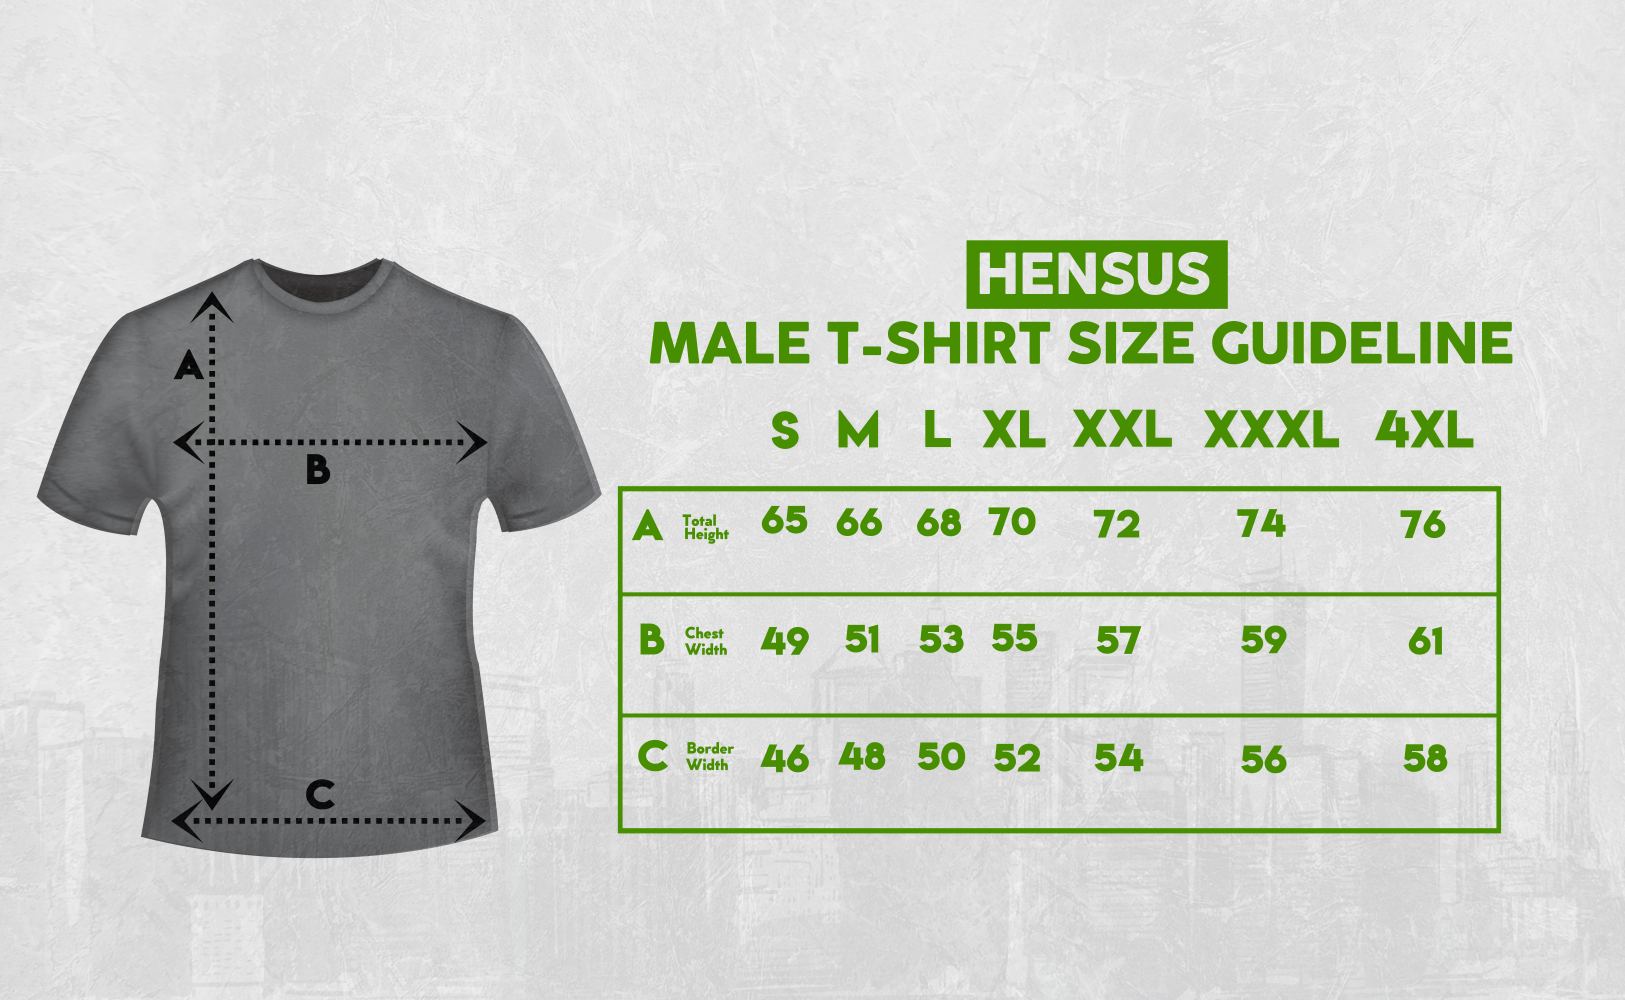 HENSUS
MALE T-SHIRT SIZE GUIDELINE
S M L XL XXL XXXL 4XL
A Total Height 65 66 68 70 72 74 76
B Chest Width 49 51 53 55 57 59 61
C Border Width 46 48 50 52 54 56 58
A
B
C